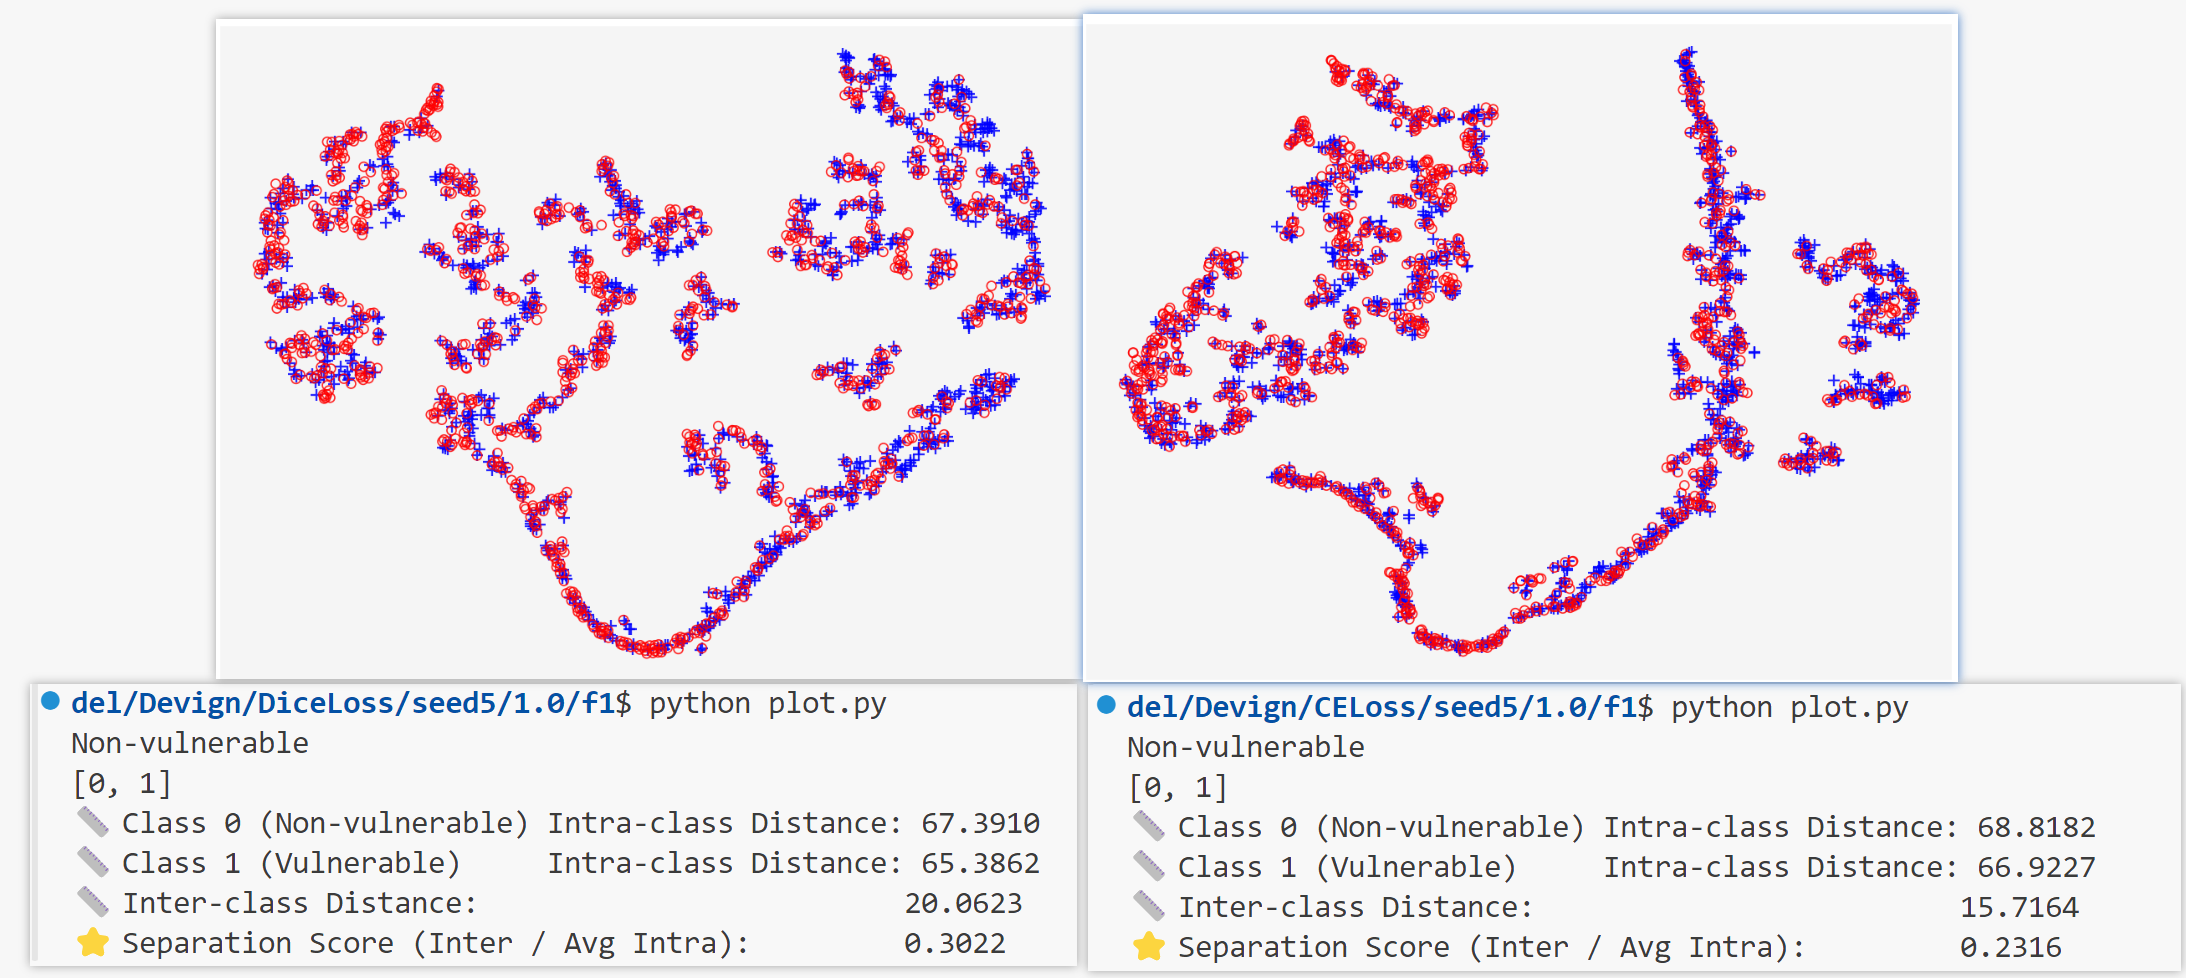 del/Devign/DiceLoss/seed5/1.0/f1$ python plot.py
Non-vulnerable
[0, 1]
Class 0 (Non-vulnerable) Intra-class Distance: 67.3910
Class 1 (Vulnerable) Intra-class Distance: 65.3862
Inter-class Distance: 20.0623
Separation Score (Inter / Avg Intra): 0.3022
del/Devign/CELoss/seed5/1.0/f1$ python plot.py
Non-vulnerable
[0, 1]
Class 0 (Non-vulnerable) Intra-class Distance: 68.8182
Class 1 (Vulnerable) Intra-class Distance: 66.9227
Inter-class Distance: 15.7164
Separation Score (Inter / Avg Intra): 0.2316